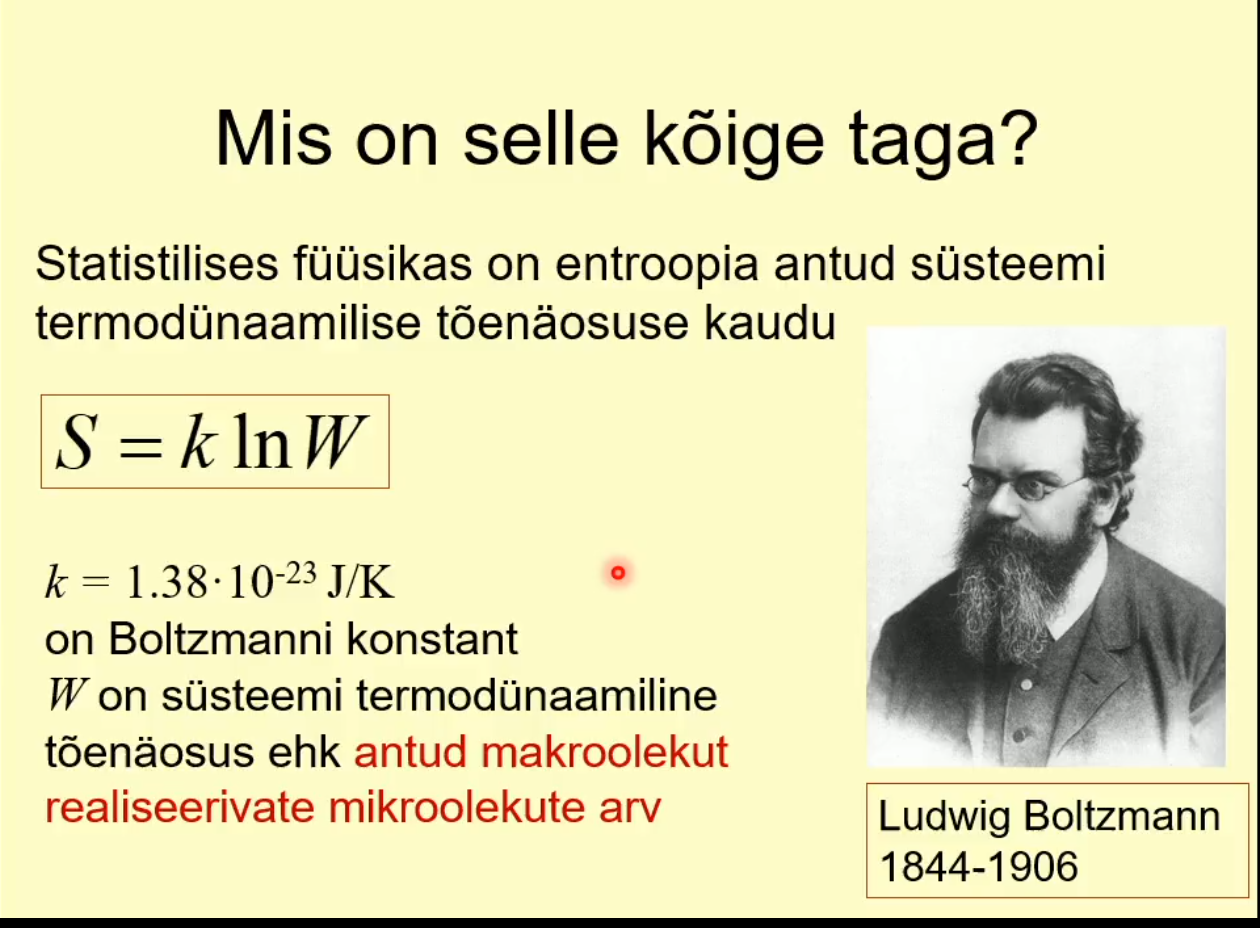 Mis on selle kõige taga?
Statistilises füüsikas on entroopia antud süsteemi
termodünaamilise tõenäosuse kaudu
S = k ln W
k = 1.38·10⁻²³ J/K
on Boltzmanni konstant
W on süsteemi termodünaamiline
tõenäosus ehk antud makroolekut
realiseerivate mikroolekute arv
Ludwig Boltzmann
1844-1906